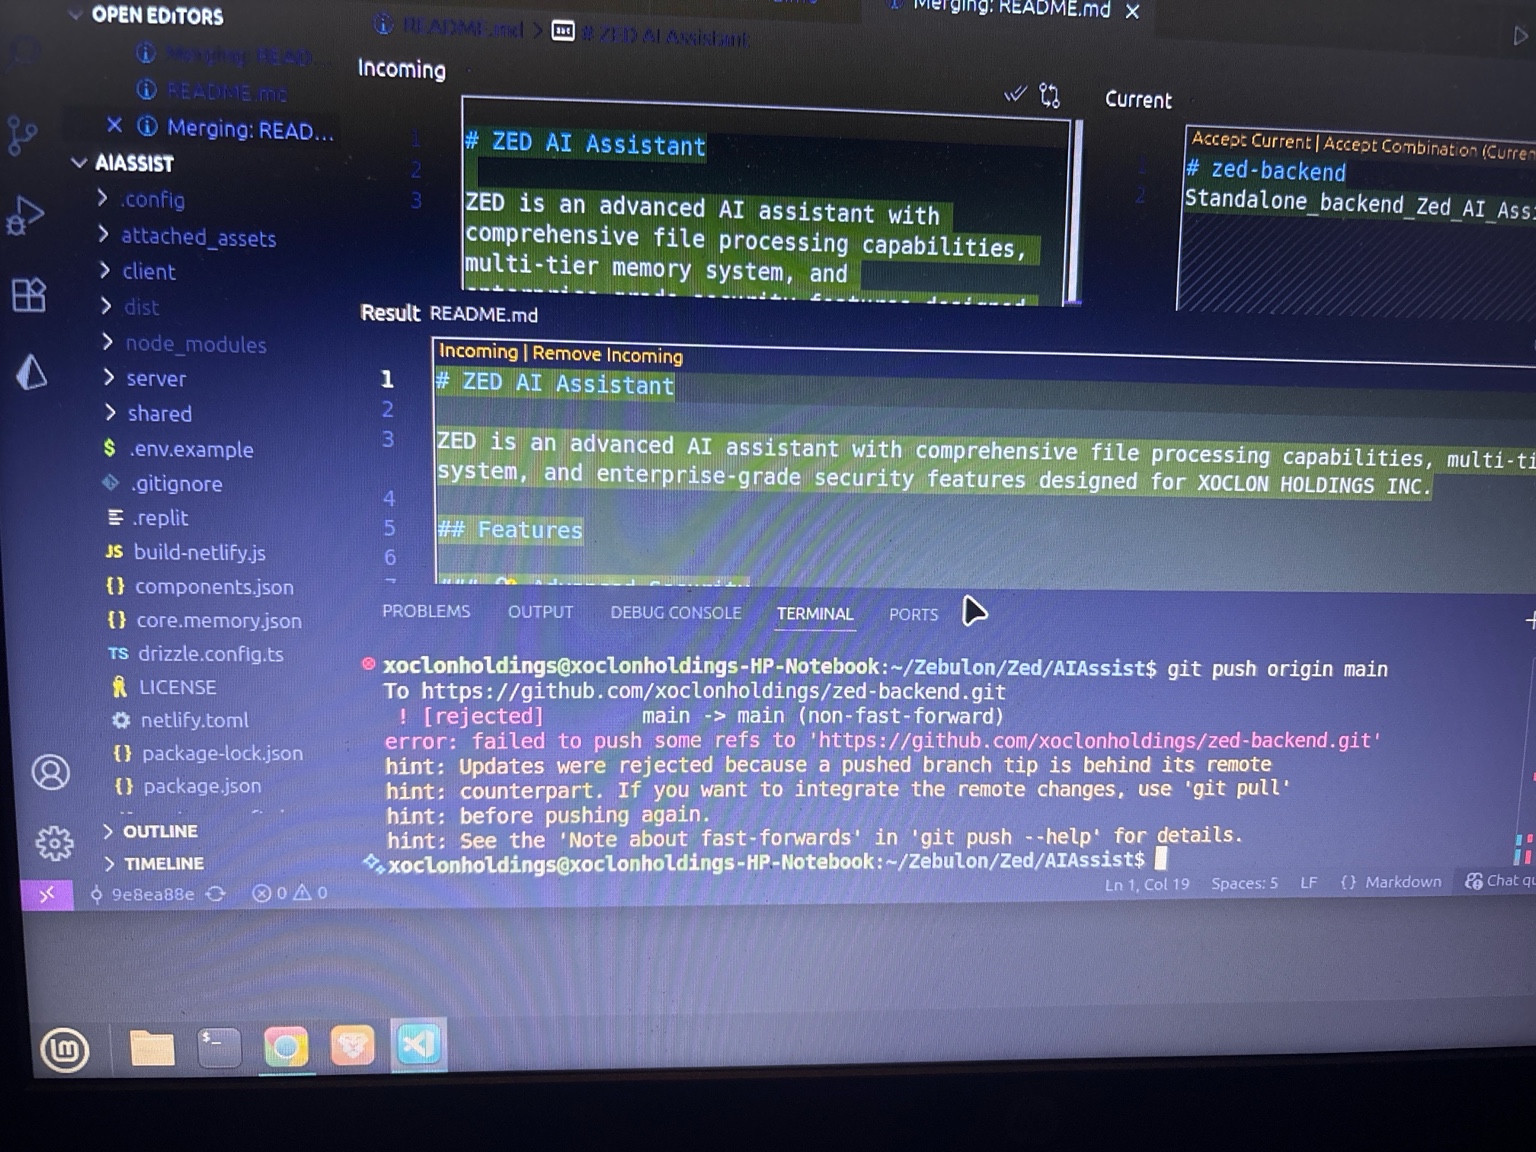 OPEN EDITORS
Merging: READ...
README.md
Merging: READ...
AIASSIST
.config
attached_assets
client
dist
node_modules
server
shared
.env.example
.gitignore
.replit
JS build-netlify.js
{} components.json
{} core.memory.json
TS drizzle.config.ts
LICENSE
netlify.toml
{} package-lock.json
{} package.json
OUTLINE
TIMELINE
Merging: README.md
README.md > # ZED AI Assistant
Incoming
1 # ZED AI Assistant
2
3 ZED is an advanced AI assistant with
comprehensive file processing capabilities,
multi-tier memory system, and
enterprise-grade security features designed
Current
Accept Current | Accept Combination (Curren
1 # zed-backend
2 Standalone_backend_Zed_AI_Ass
Result README.md
Incoming | Remove Incoming
1 # ZED AI Assistant
2
3 ZED is an advanced AI assistant with comprehensive file processing capabilities, multi-ti
system, and enterprise-grade security features designed for XOCLON HOLDINGS INC.
4
5 ## Features
6
7 ### Advanced Security
PROBLEMS OUTPUT DEBUG CONSOLE TERMINAL PORTS
xoclonholdings@xoclonholdings-HP-Notebook:~/Zebulon/Zed/AIAssist$ git push origin main
To https://github.com/xoclonholdings/zed-backend.git
! [rejected] main -> main (non-fast-forward)
error: failed to push some refs to 'https://github.com/xoclonholdings/zed-backend.git'
hint: Updates were rejected because a pushed branch tip is behind its remote
hint: counterpart. If you want to integrate the remote changes, use 'git pull'
hint: before pushing again.
hint: See the 'Note about fast-forwards' in 'git push --help' for details.
xoclonholdings@xoclonholdings-HP-Notebook:~/Zebulon/Zed/AIAssist$
9e8ea88e 0 0 Ln 1, Col 19 Spaces: 5 LF {} Markdown Chat qu